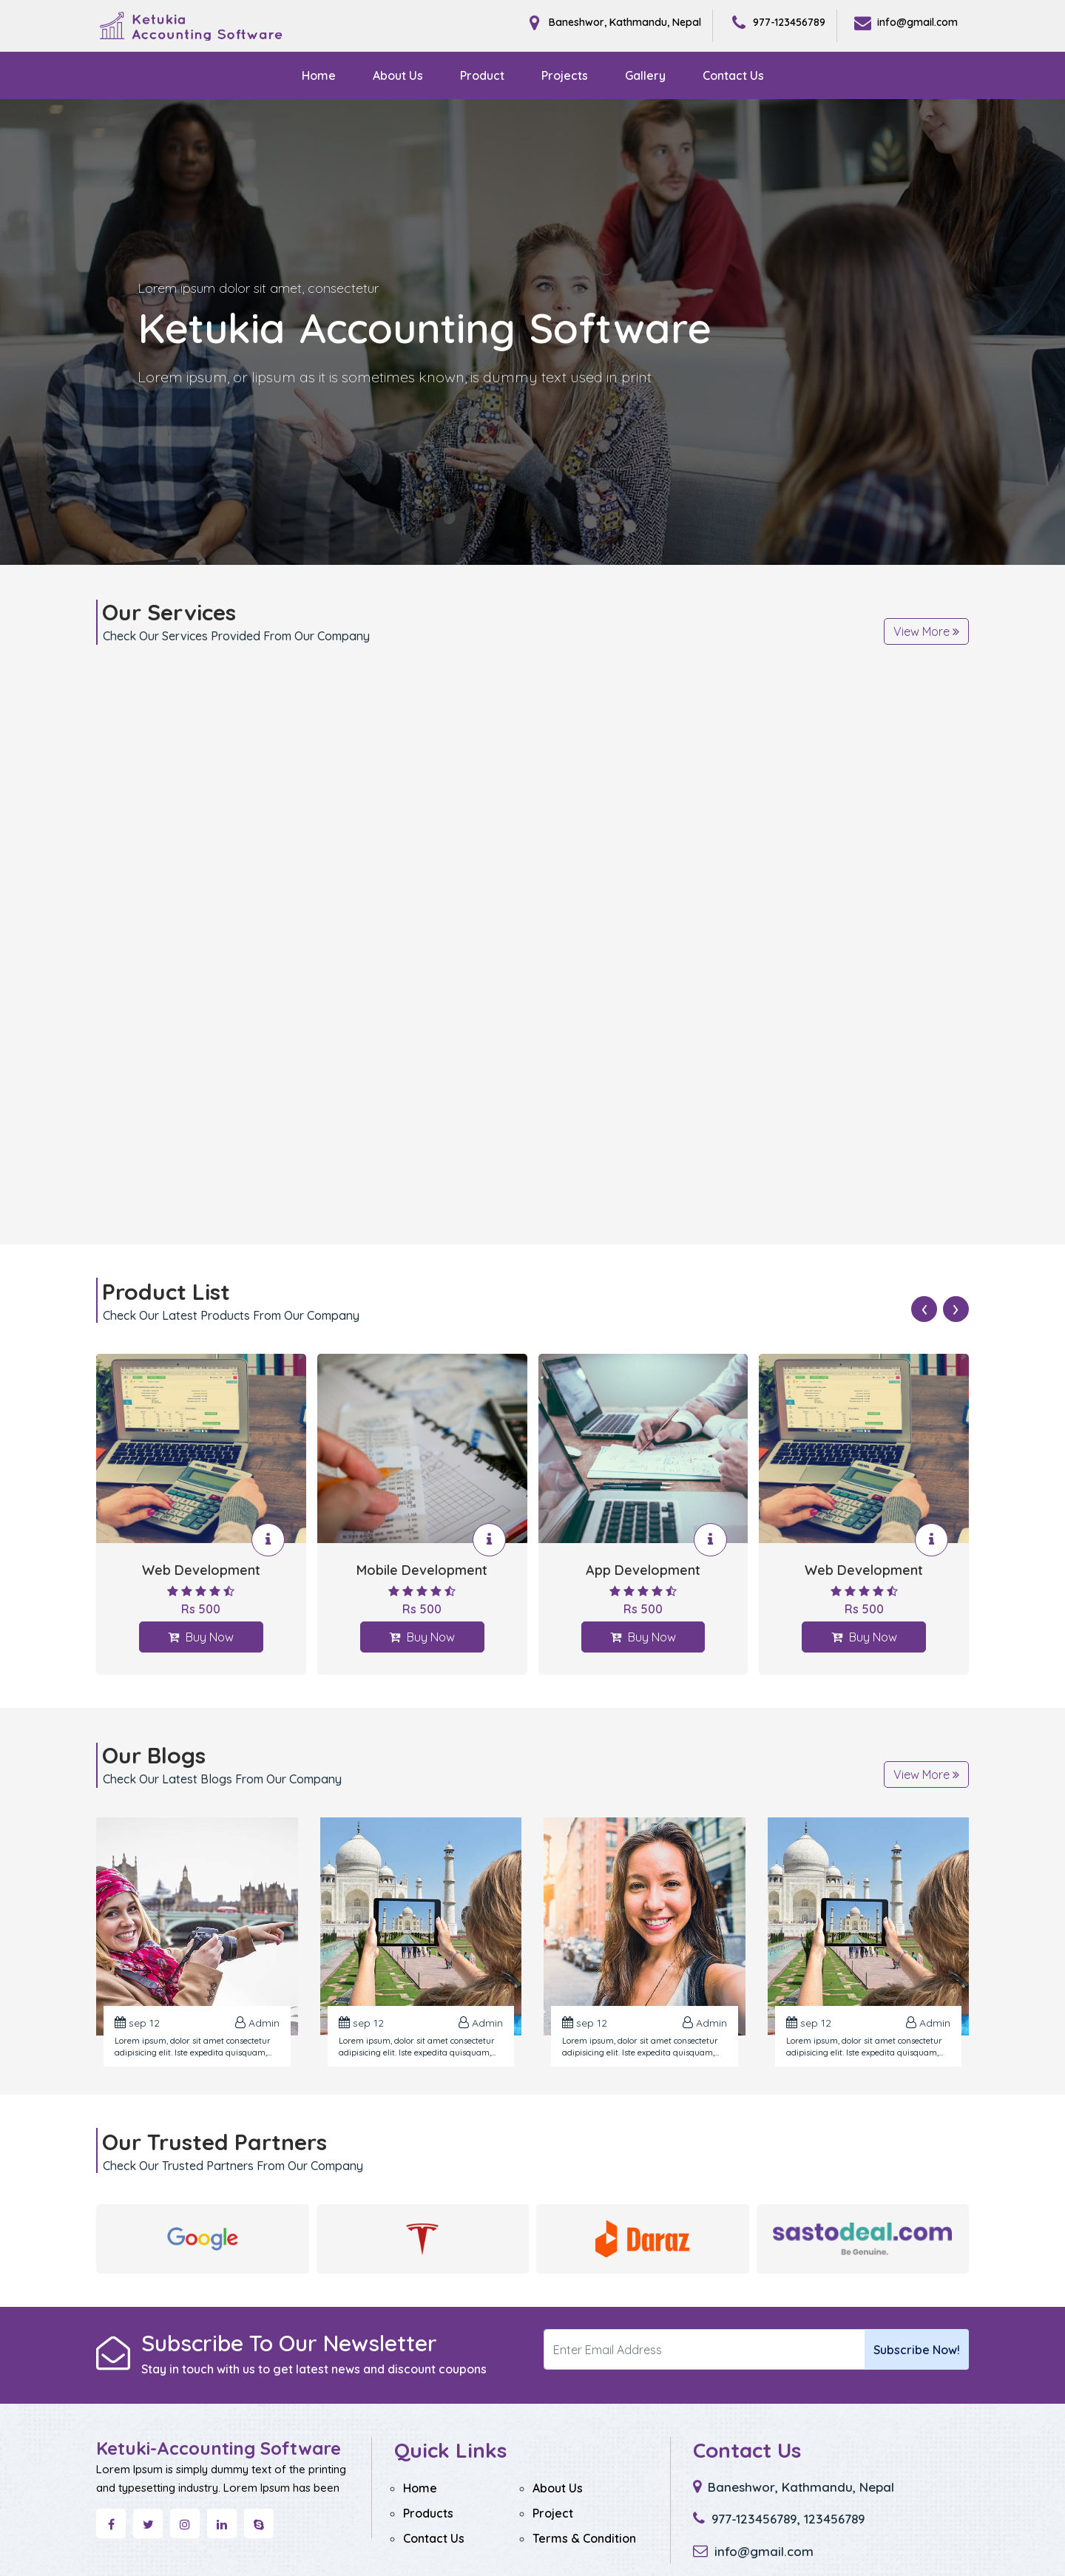 Ketukia
Accounting Software
Baneshwor, Kathmandu, Nepal
977-123456789
info@gmail.com
Home About Us Product Projects Gallery Contact Us
Lorem ipsum dolor sit amet, consectetur
Ketukia Accounting Software
Lorem ipsum, or lipsum as it is sometimes known, is dummy text used in print
Our Services
Check Our Services Provided From Our Company
View More »
Product List
Check Our Latest Products From Our Company
Web Development
Rs 500
Buy Now
Mobile Development
Rs 500
Buy Now
App Development
Rs 500
Buy Now
Web Development
Rs 500
Buy Now
Our Blogs
Check Our Latest Blogs From Our Company
View More »
sep 12 Admin
Lorem ipsum, dolor sit amet consectetur
adipisicing elit. Iste expedita quisquam,...
sep 12 Admin
Lorem ipsum, dolor sit amet consectetur
adipisicing elit. Iste expedita quisquam,...
sep 12 Admin
Lorem ipsum, dolor sit amet consectetur
adipisicing elit. Iste expedita quisquam,...
sep 12 Admin
Lorem ipsum, dolor sit amet consectetur
adipisicing elit. Iste expedita quisquam,...
Our Trusted Partners
Check Our Trusted Partners From Our Company
Google
Daraz
sastodeal.com
Be Genuine.
Subscribe To Our Newsletter
Stay in touch with us to get latest news and discount coupons
Enter Email Address
Subscribe Now!
Ketuki-Accounting Software
Lorem Ipsum is simply dummy text of the printing
and typesetting industry. Lorem Ipsum has been
Quick Links
Home
About Us
Products
Project
Contact Us
Terms & Condition
Contact Us
Baneshwor, Kathmandu, Nepal
977-123456789, 123456789
info@gmail.com